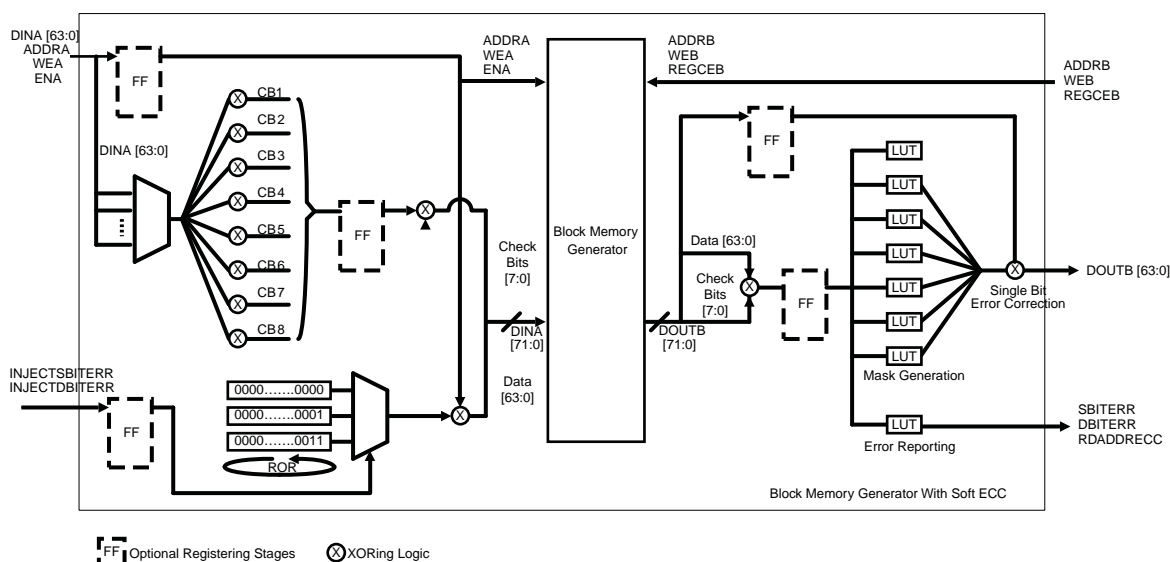 DINA [63:0]
ADDRA
WEA
ENA
FF
DINA [63:0]
CB1
CB2
CB3
CB4
CB5
CB6
CB7
CB8
X
X
X
X
X
X
X
X
FF
X
ADDRA
WEA
ENA
Check
Bits
[7:0]
DINA
[71:0]
Data
[63:0]
INJECTSBITERR
INJECTDBITERR
FF
0000.......0000
0000.......0001
0000.......0011
ROR
X
Block Memory
Generator
ADDRB
WEB
REGCEB
ADDRB
WEB
REGCEB
FF
Data [63:0]
Check
Bits
[7:0]
X
DOUTB
[71:0]
FF
LUT
LUT
LUT
LUT
LUT
LUT
LUT
Mask Generation
LUT
Error Reporting
X
Single Bit
Error Correction
DOUTB [63:0]
SBITERR
DBITERR
RDADDRECC
Block Memory Generator With Soft ECC
FF Optional Registering Stages
X XORing Logic